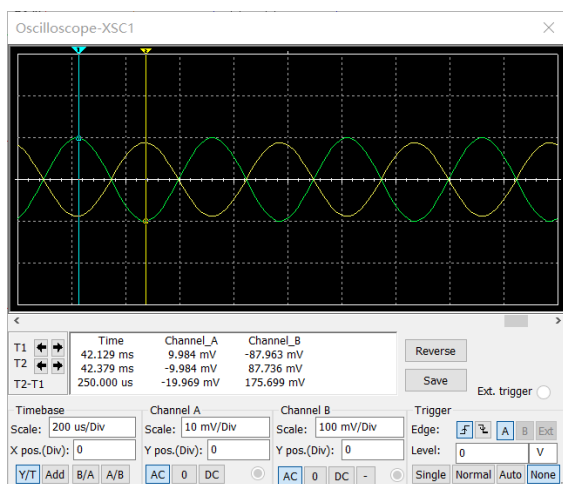 Oscilloscope-XSC1
1 2
Time Channel_A Channel_B
T1 42.129 ms 9.984 mV -87.963 mV
T2 42.379 ms -9.984 mV 87.736 mV
T2-T1 250.000 us -19.969 mV 175.699 mV
Reverse
Save
Ext. trigger
Timebase Channel A Channel B Trigger
Scale: 200 us/Div Scale: 10 mV/Div Scale: 100 mV/Div Edge: A B Ext
X pos.(Div): 0 Y pos.(Div): 0 Y pos.(Div): 0 Level: 0 V
Y/T Add B/A A/B AC 0 DC AC 0 DC - Single Normal Auto None